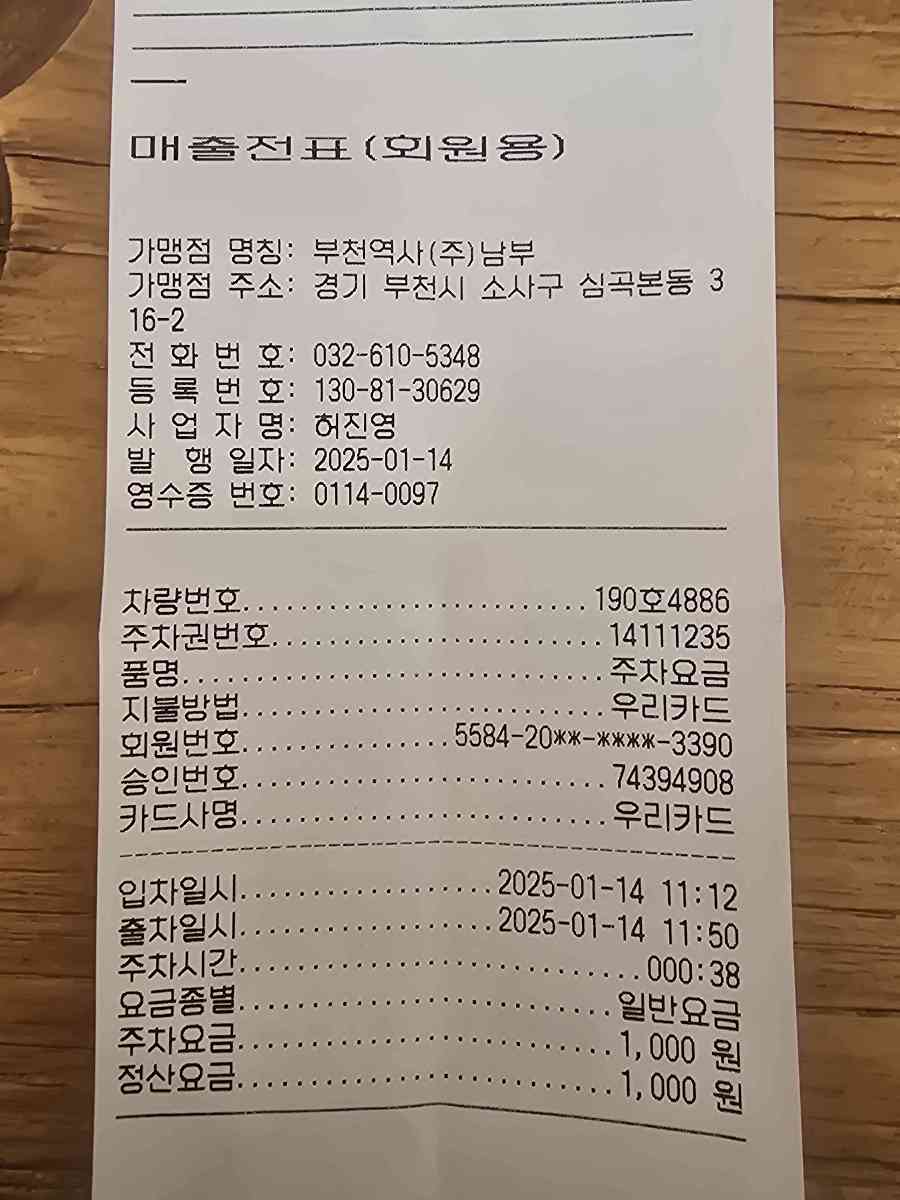 매출전표(회원용)
가맹점 명칭: 부천역사(주)남부
가맹점 주소: 경기 부천시 소사구 심곡본동 3
16-2
전 화 번 호: 032-610-5348
등 록 번 호: 130-81-30629
사 업 자 명: 허진영
발 행 일자: 2025-01-14
영수증 번호: 0114-0097
차량번호........................190호4886
주차권번호.......................14111235
품명.............................주차요금
지불방법.........................우리카드
회원번호..............5584-20**-****-3390
승인번호.........................74394908
카드사명.........................우리카드
입차일시.................2025-01-14 11:12
출차일시.................2025-01-14 11:50
주차시간...........................000:38
요금종별.........................일반요금
주차요금.........................1,000 원
정산요금.........................1,000 원